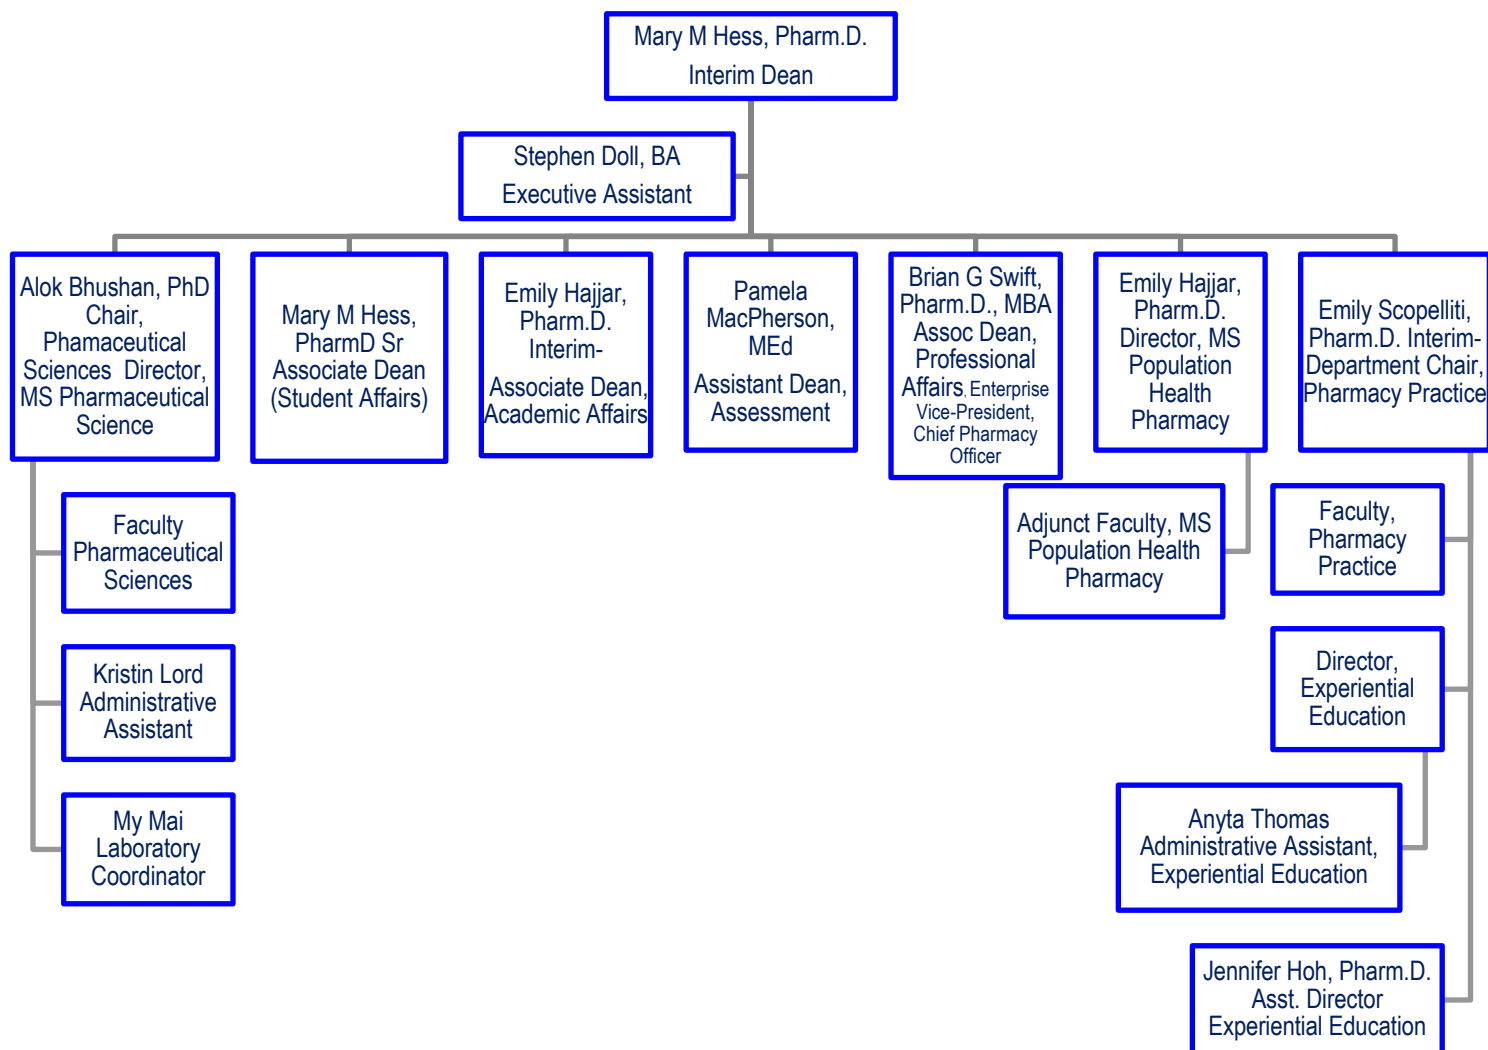 Mary M Hess, Pharm.D.
Interim Dean
Stephen Doll, BA
Executive Assistant
Alok Bhushan, PhD
Chair,
Phamaceutical
Sciences Director,
MS Pharmaceutical
Science
Mary M Hess,
PharmD Sr
Associate Dean
(Student Affairs)
Emily Hajjar,
Pharm.D.
Interim-
Associate Dean,
Academic Affairs
Pamela
MacPherson,
MEd
Assistant Dean,
Assessment
Brian G Swift,
Pharm.D., MBA
Assoc Dean,
Professional
Affairs, Enterprise
Vice-President,
Chief Pharmacy
Officer
Emily Hajjar,
Pharm.D.
Director, MS
Population
Health
Pharmacy
Emily Scopelliti,
Pharm.D. Interim-
Department Chair,
Pharmacy Practice
Faculty
Pharmaceutical
Sciences
Kristin Lord
Administrative
Assistant
My Mai
Laboratory
Coordinator
Adjunct Faculty, MS
Population Health
Pharmacy
Faculty,
Pharmacy
Practice
Director,
Experiential
Education
Anyta Thomas
Administrative Assistant,
Experiential Education
Jennifer Hoh, Pharm.D.
Asst. Director
Experiential Education